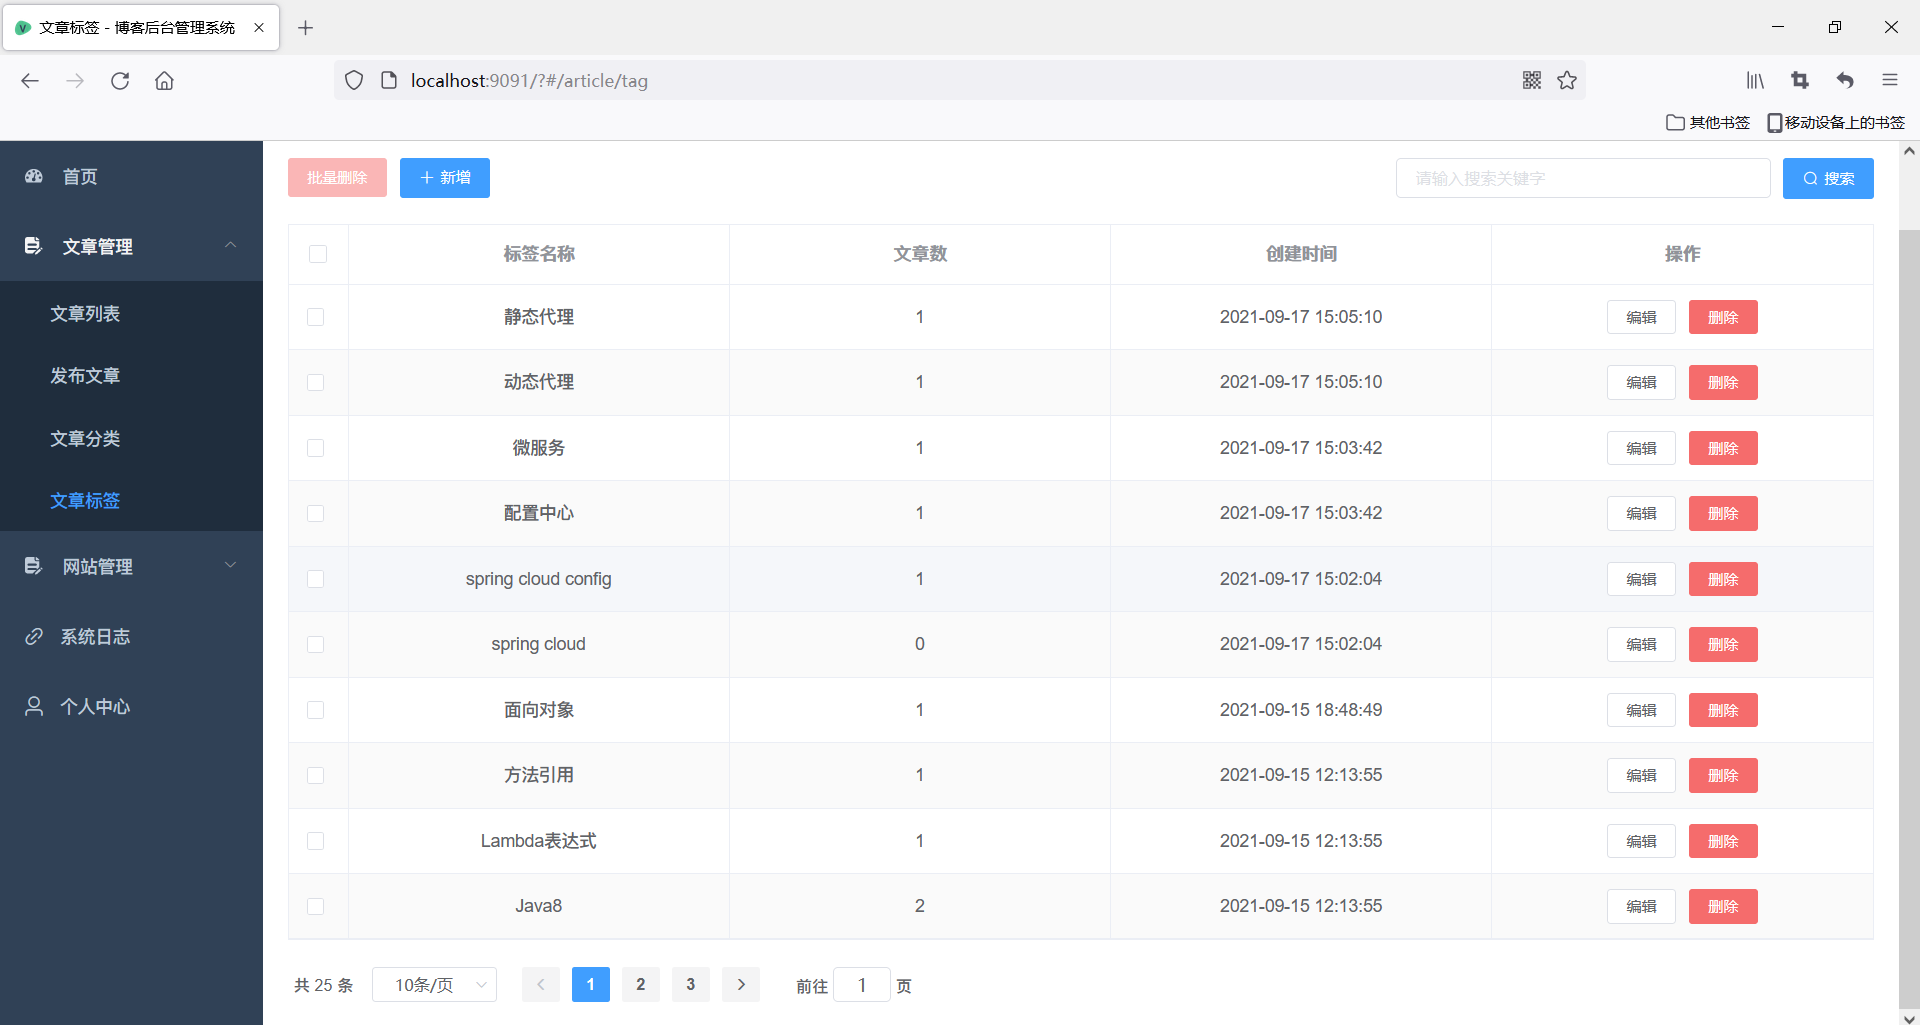 文章标签 - 博客后台管理系统
localhost:9091/?#/article/tag
其他书签 移动设备上的书签
首页
文章管理
文章列表
发布文章
文章分类
文章标签
网站管理
系统日志
个人中心
批量删除 新增 请输入搜索关键字 搜索
标签名称 文章数 创建时间 操作
静态代理 1 2021-09-17 15:05:10 编辑 删除
动态代理 1 2021-09-17 15:05:10 编辑 删除
微服务 1 2021-09-17 15:03:42 编辑 删除
配置中心 1 2021-09-17 15:03:42 编辑 删除
spring cloud config 1 2021-09-17 15:02:04 编辑 删除
spring cloud 0 2021-09-17 15:02:04 编辑 删除
面向对象 1 2021-09-15 18:48:49 编辑 删除
方法引用 1 2021-09-15 12:13:55 编辑 删除
Lambda表达式 1 2021-09-15 12:13:55 编辑 删除
Java8 2 2021-09-15 12:13:55 编辑 删除
共 25 条 10条/页 1 2 3 前往 1 页